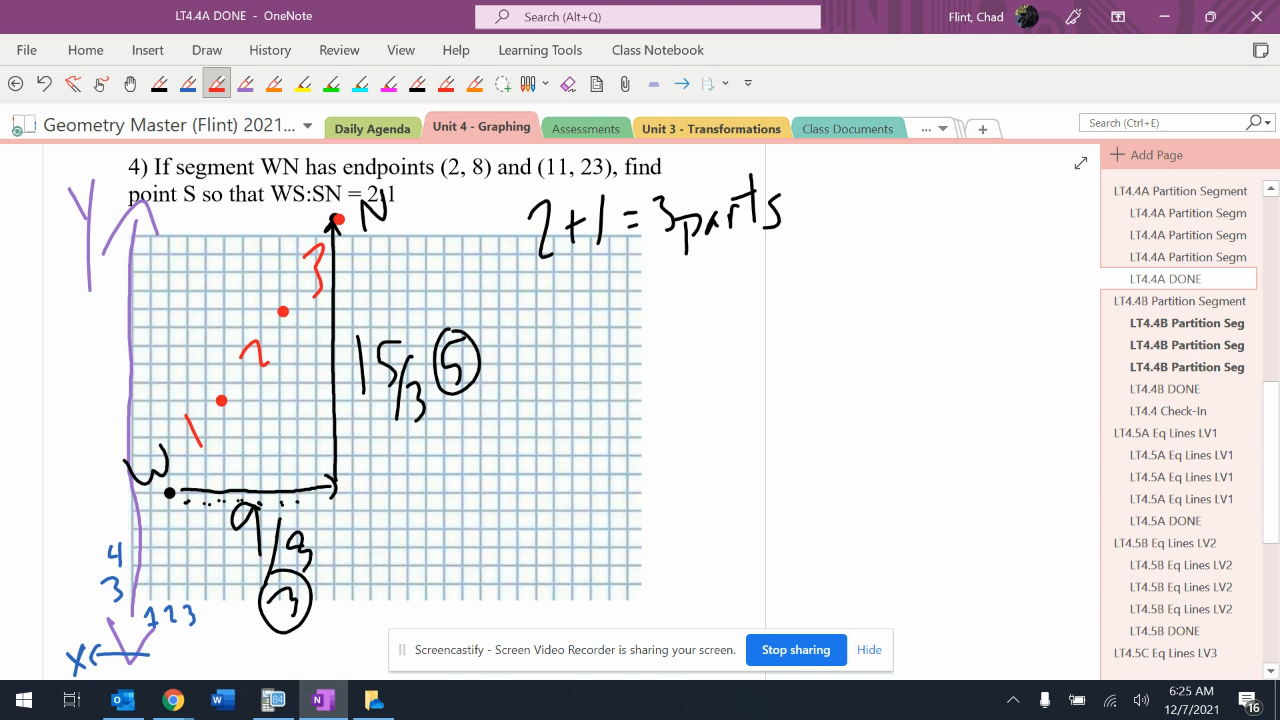 LT4.4A DONE - OneNote
Search (Alt+Q)
Flint, Chad
File Home Insert Draw History Review View Help Learning Tools Class Notebook
Geometry Master (Flint) 2021...
Daily Agenda
Unit 4 - Graphing
Assessments
Unit 3 - Transformations
Class Documents
...
Search (Ctrl+E)
4) If segment WN has endpoints (2, 8) and (11, 23), find
point S so that WS:SN = 2:1
Y
N
2+1=3parts
3
2
15/3 5
1
W
9/3
3
4
3
1 2 3
X
Add Page
LT4.4A Partition Segment
LT4.4A Partition Segm
LT4.4A Partition Segm
LT4.4A Partition Segm
LT4.4A DONE
LT4.4B Partition Segment
LT4.4B Partition Seg
LT4.4B Partition Seg
LT4.4B Partition Seg
LT4.4B DONE
LT4.4 Check-In
LT4.5A Eq Lines LV1
LT4.5A Eq Lines LV1
LT4.5A Eq Lines LV1
LT4.5A Eq Lines LV1
LT4.5A DONE
LT4.5B Eq Lines LV2
LT4.5B Eq Lines LV2
LT4.5B Eq Lines LV2
LT4.5B Eq Lines LV2
LT4.5B DONE
LT4.5C Eq Lines LV3
Screencastify - Screen Video Recorder is sharing your screen.
Stop sharing
Hide
84
6:25 AM
12/7/2021
16